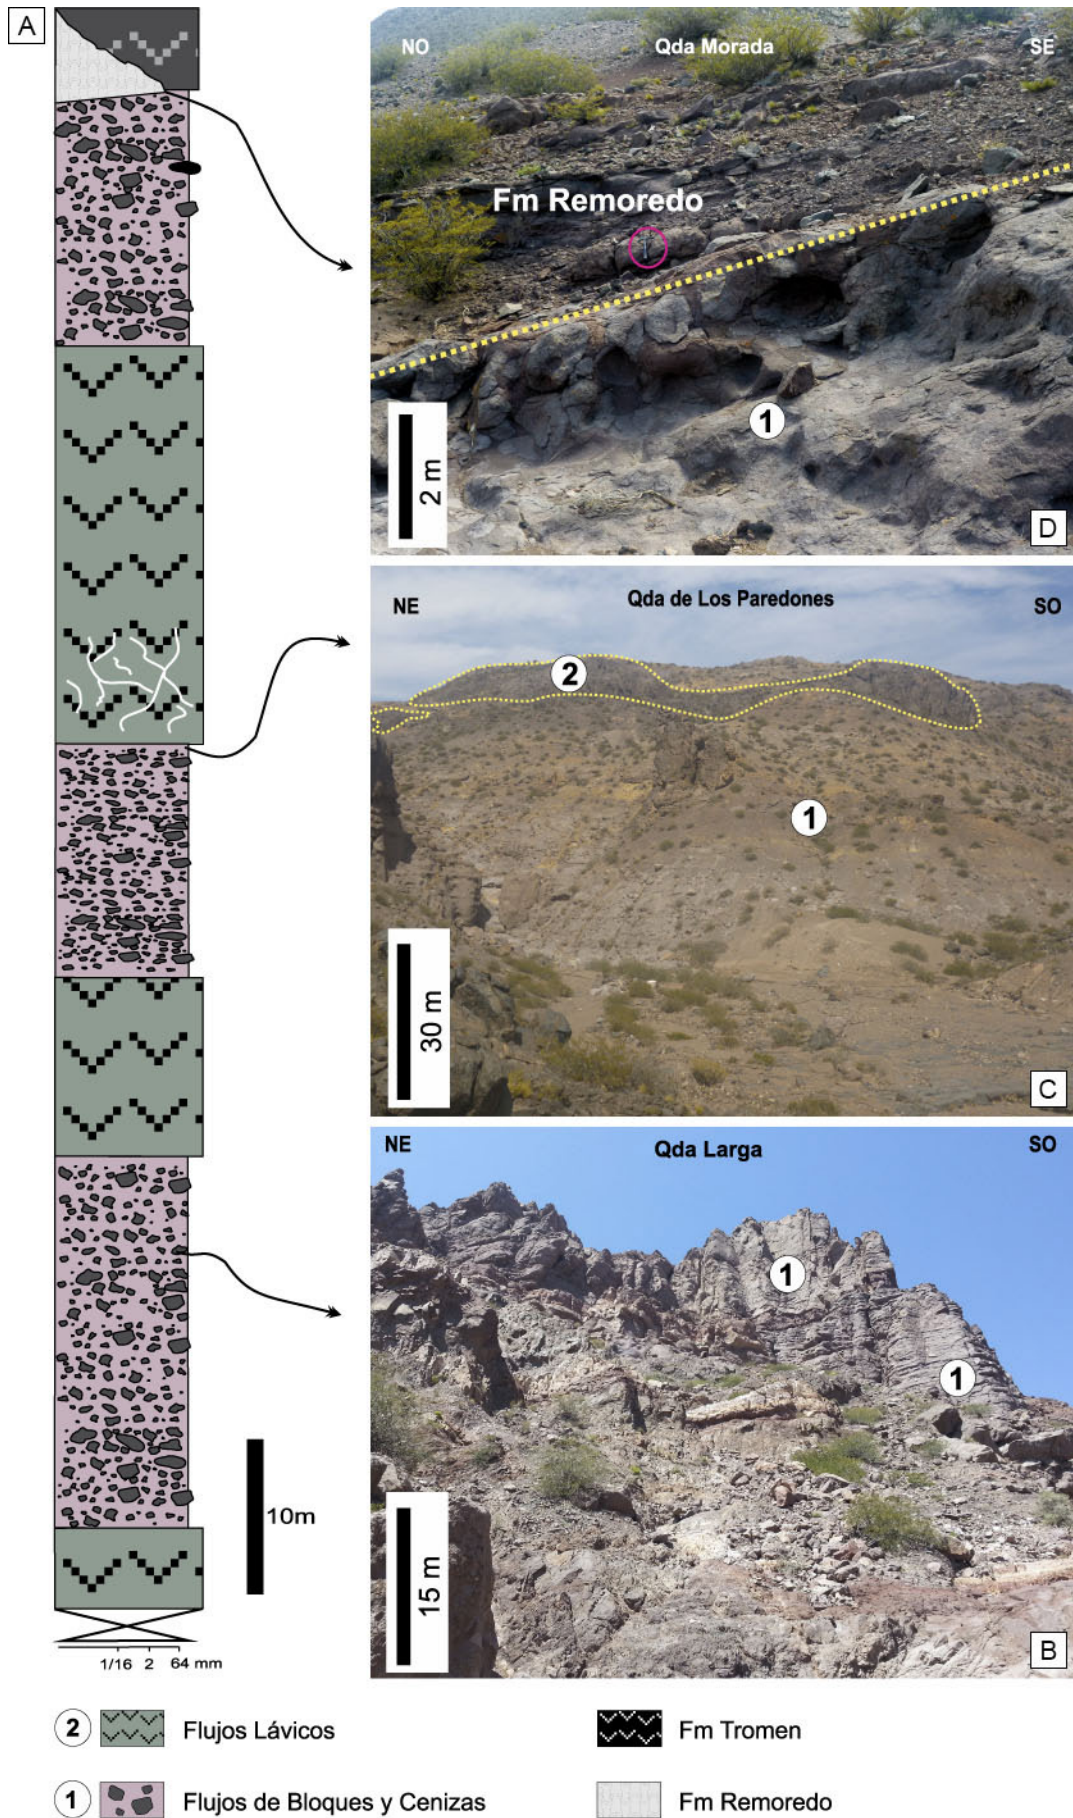 A
NO Qda Morada SE
Fm Remoredo
1
2 m
D
NE Qda de Los Paredones SO
2
1
30 m
C
NE Qda Larga SO
1
1
15 m
B
10m
1/16 2 64 mm
2 Flujos Lávicos
Fm Tromen
1 Flujos de Bloques y Cenizas
Fm Remoredo